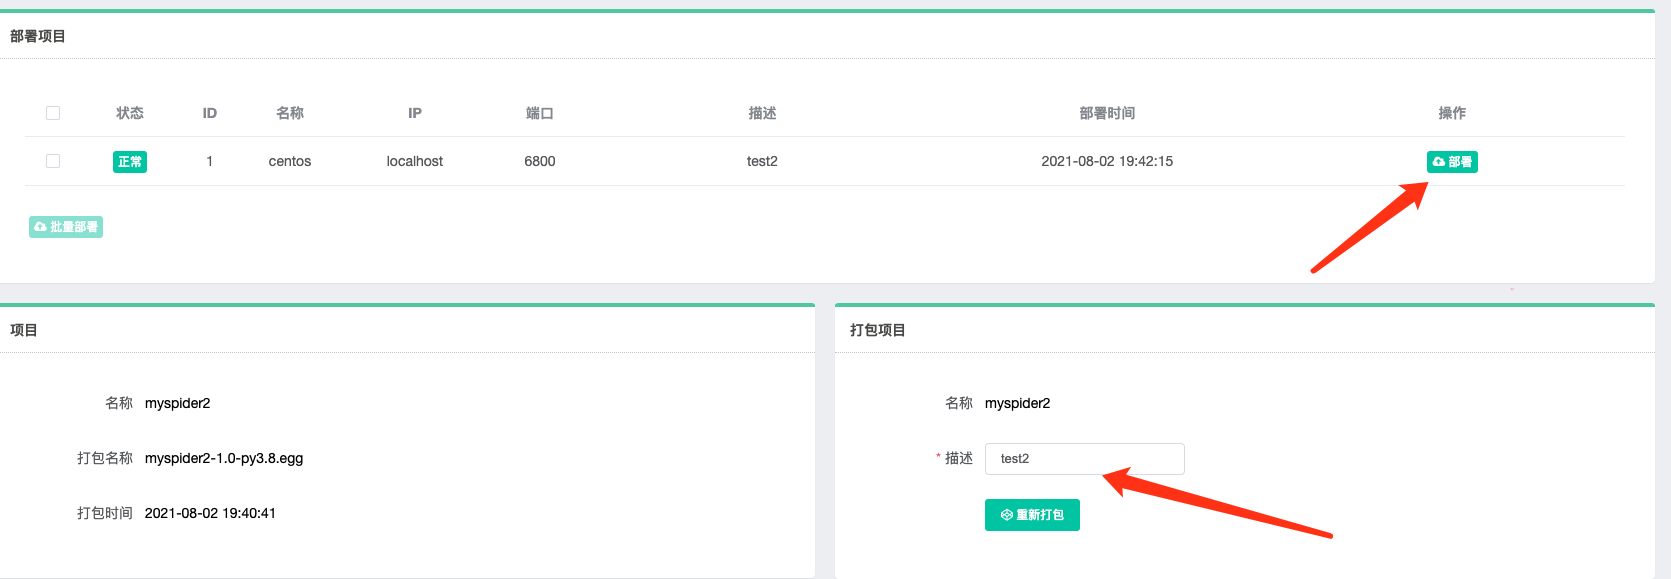 部署项目
状态 ID 名称 IP 端口 描述 部署时间 操作
正常 1 centos localhost 6800 test2 2021-08-02 19:42:15 部署
批量部署
项目
名称 myspider2
打包名称 myspider2-1.0-py3.8.egg
打包时间 2021-08-02 19:40:41
打包项目
名称 myspider2
* 描述 test2
重新打包